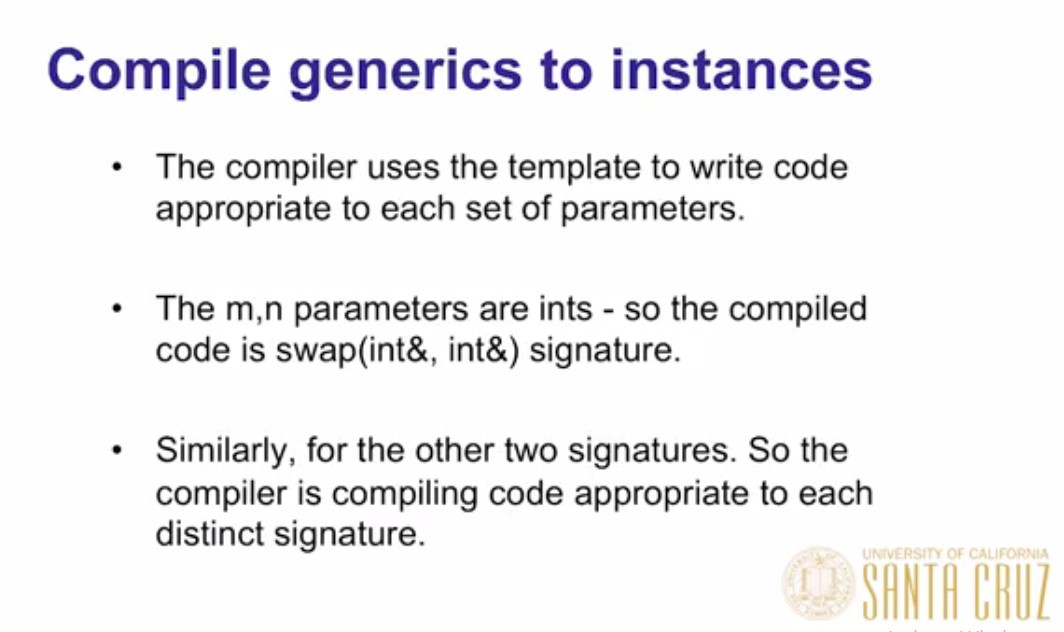 Compile generics to instances
• The compiler uses the template to write code
appropriate to each set of parameters.
• The m,n parameters are ints - so the compiled
code is swap(int&, int&) signature.
• Similarly, for the other two signatures. So the
compiler is compiling code appropriate to each
distinct signature.
UNIVERSITY OF CALIFORNIA
SANTA CRUZ